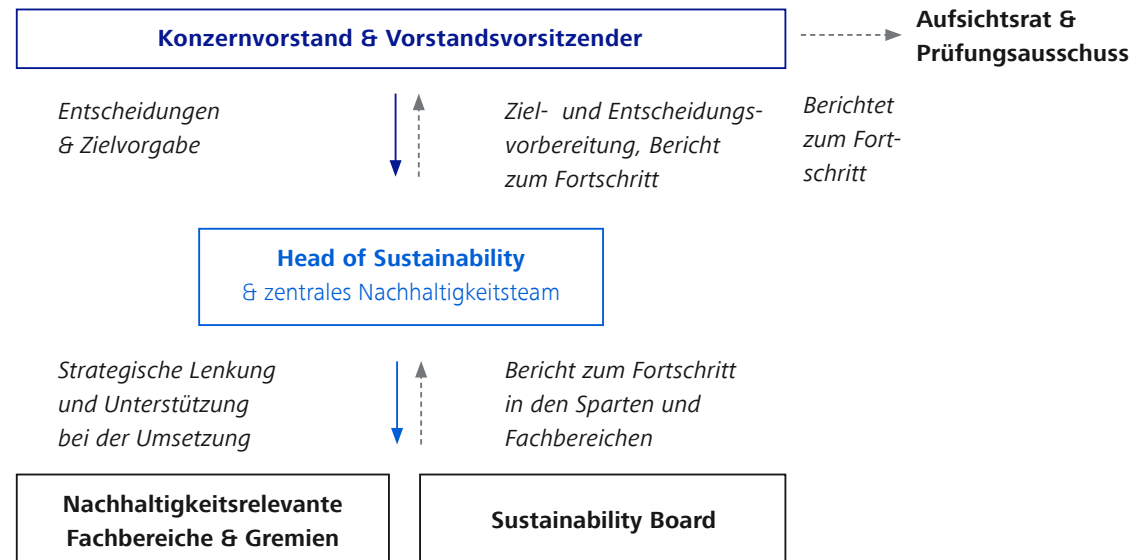 Konzernvorstand & Vorstandsvorsitzender
Aufsichtsrat &
Prüfungsausschuss
Entscheidungen
& Zielvorgabe
Ziel-  und Entscheidungs-
vorbereitung, Bericht
zum Fortschritt
Berichtet
zum Fort-
schritt
Head of Sustainability
& zentrales Nachhaltigkeitsteam
Strategische Lenkung
und Unterstützung
bei der Umsetzung
Bericht zum Fortschritt
in den Sparten und
Fachbereichen
Nachhaltigkeitsrelevante
Fachbereiche & Gremien
Sustainability Board